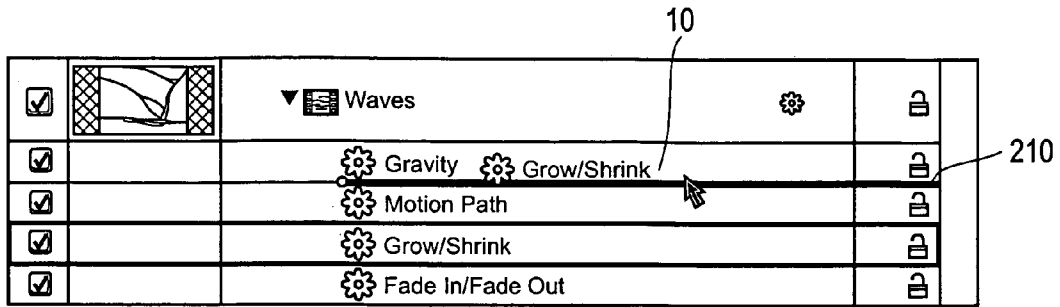 10
Waves
Gravity Grow/Shrink
210
Motion Path
Grow/Shrink
Fade In/Fade Out